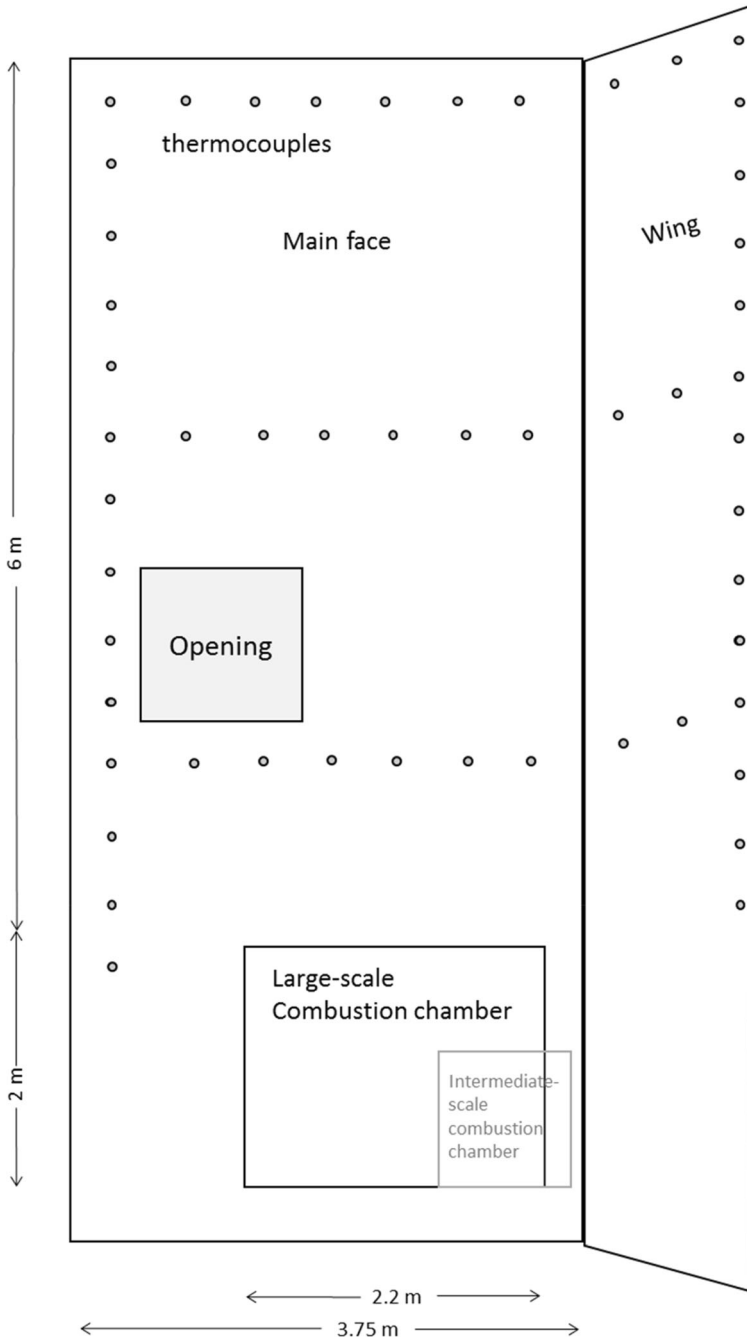 thermocouples
Main face
Wing
6 m
Opening
Large-scale
Combustion chamber
2 m
Intermediate-
scale
combustion
chamber
2.2 m
3.75 m